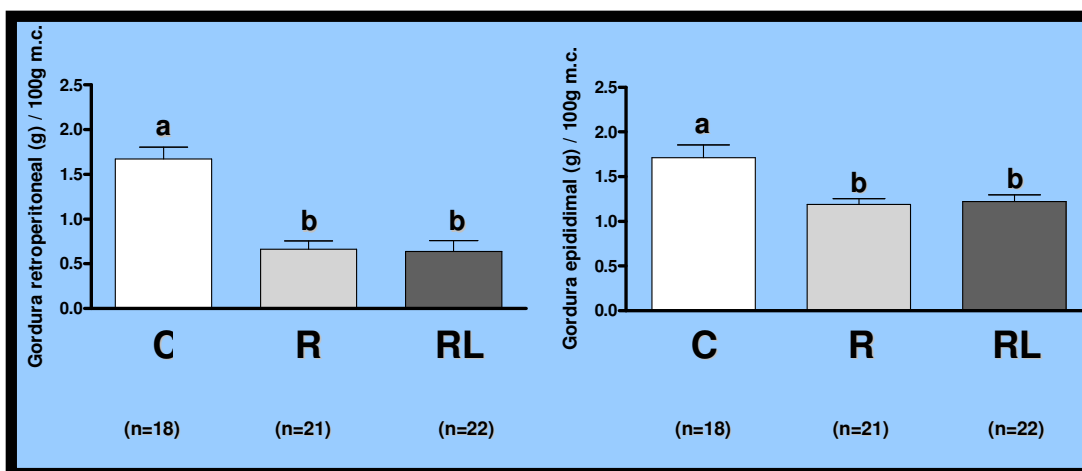 Gordura retroperitoneal (g) / 100g m.c.
2.5
2.0
1.5
1.0
0.5
0.0
a
b
b
C
R
RL
(n=18)
(n=21)
(n=22)
Gordura epididimal (g) / 100g m.c.
2.5
2.0
1.5
1.0
0.5
0.0
a
b
b
C
R
RL
(n=18)
(n=21)
(n=22)